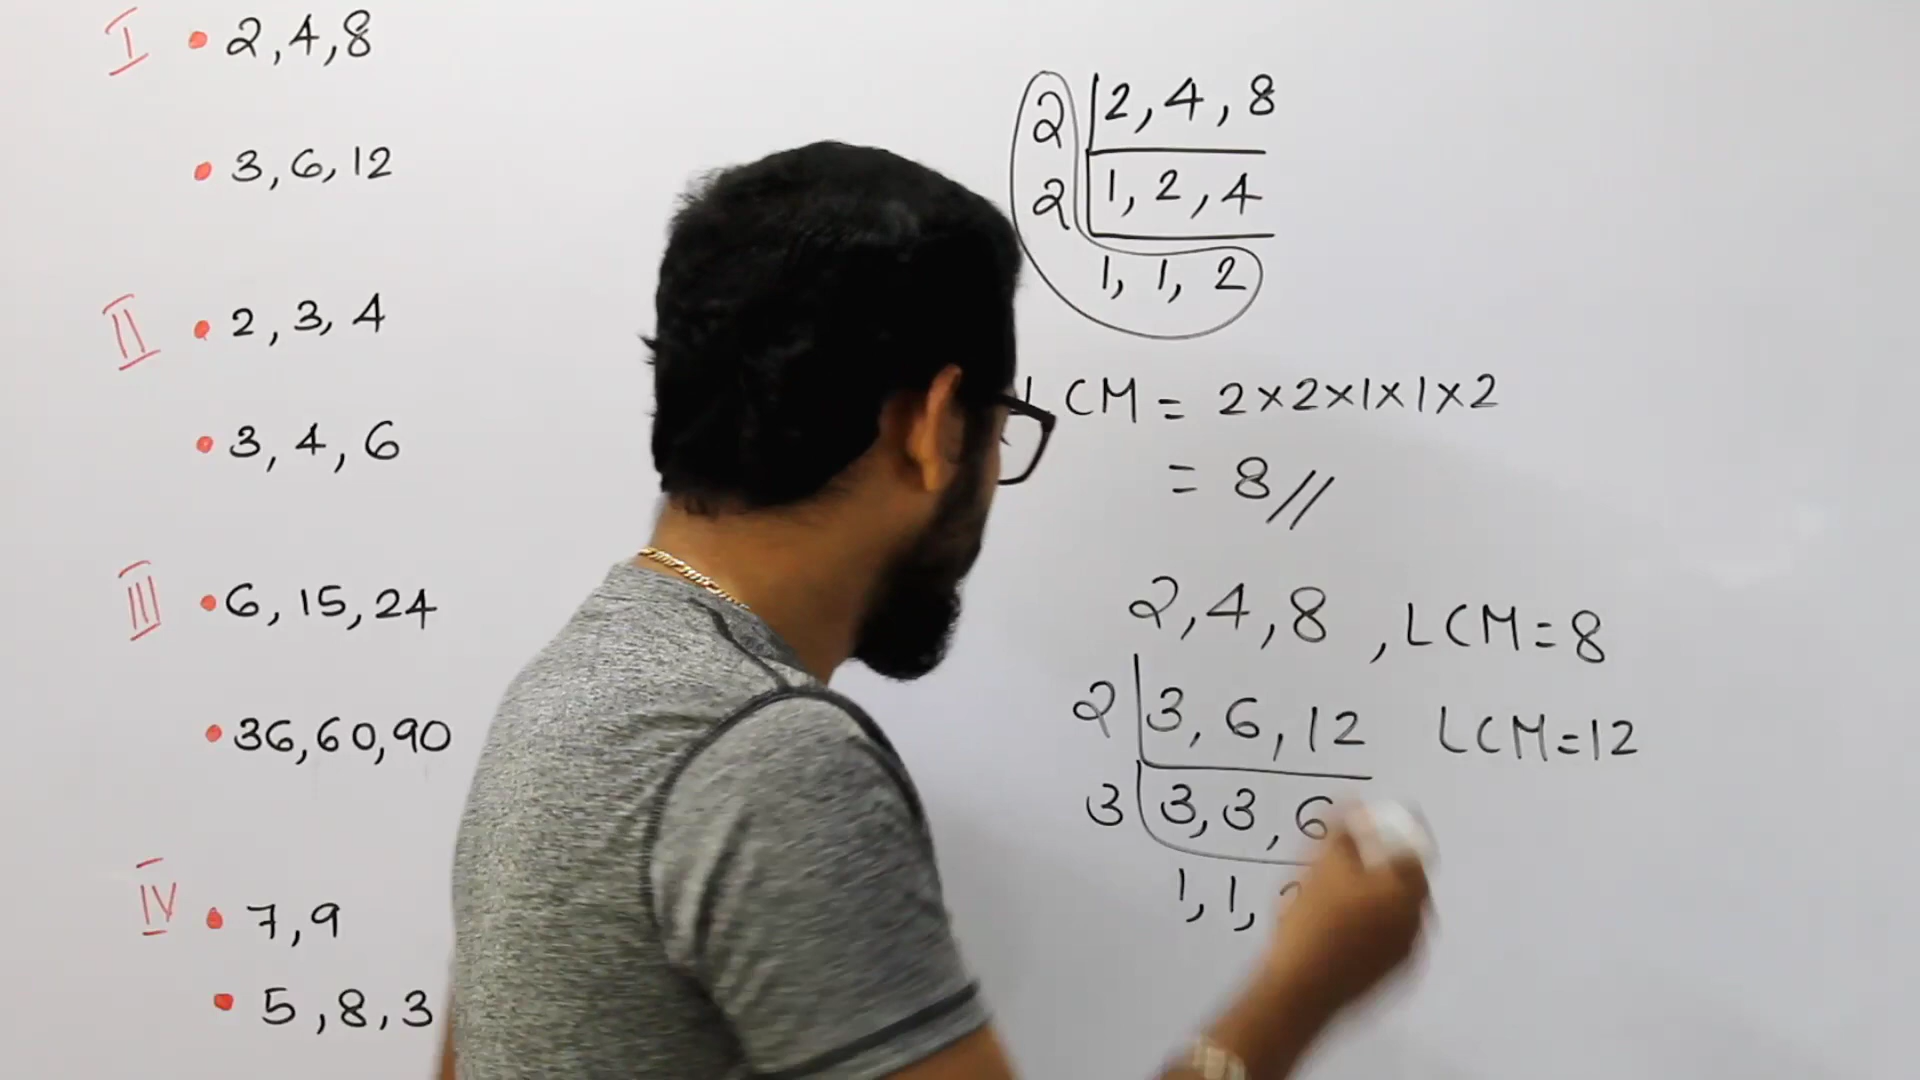 I • 2, 4, 8
• 3, 6, 12
II • 2, 3, 4
• 3, 4, 6
III • 6, 15, 24
• 36, 60, 90
IV • 7, 9
• 5, 8, 3
2 2, 4, 8
2 1, 2, 4
1, 1, 2
LCM = 2×2×1×1×2
= 8//
2, 4, 8 , LCM = 8
2 3, 6, 12 LCM = 12
3 3, 3, 6
1, 1,